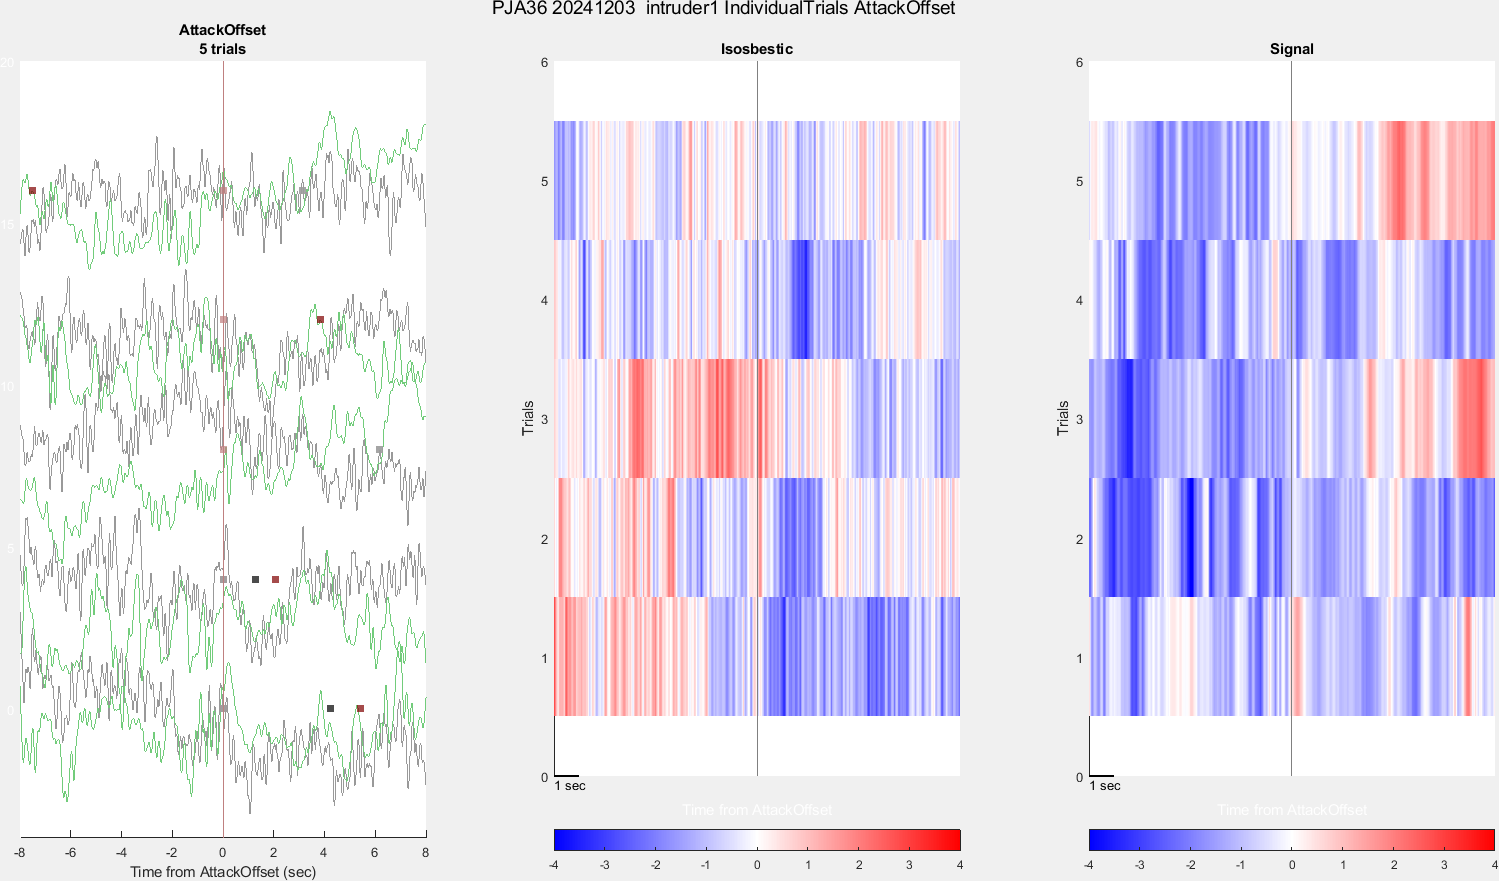 PJA36 20241203  intruder1 IndividualTrials AttackOffset
AttackOffset
5 trials
20
15
10
5
0
-8 -6 -4 -2 0 2 4 6 8
Time from AttackOffset (sec)
Isosbestic
Trials
6
5
4
3
2
1
0
1 sec
Time from AttackOffset
-4 -3 -2 -1 0 1 2 3 4
Signal
Trials
6
5
4
3
2
1
0
1 sec
Time from AttackOffset
-4 -3 -2 -1 0 1 2 3 4